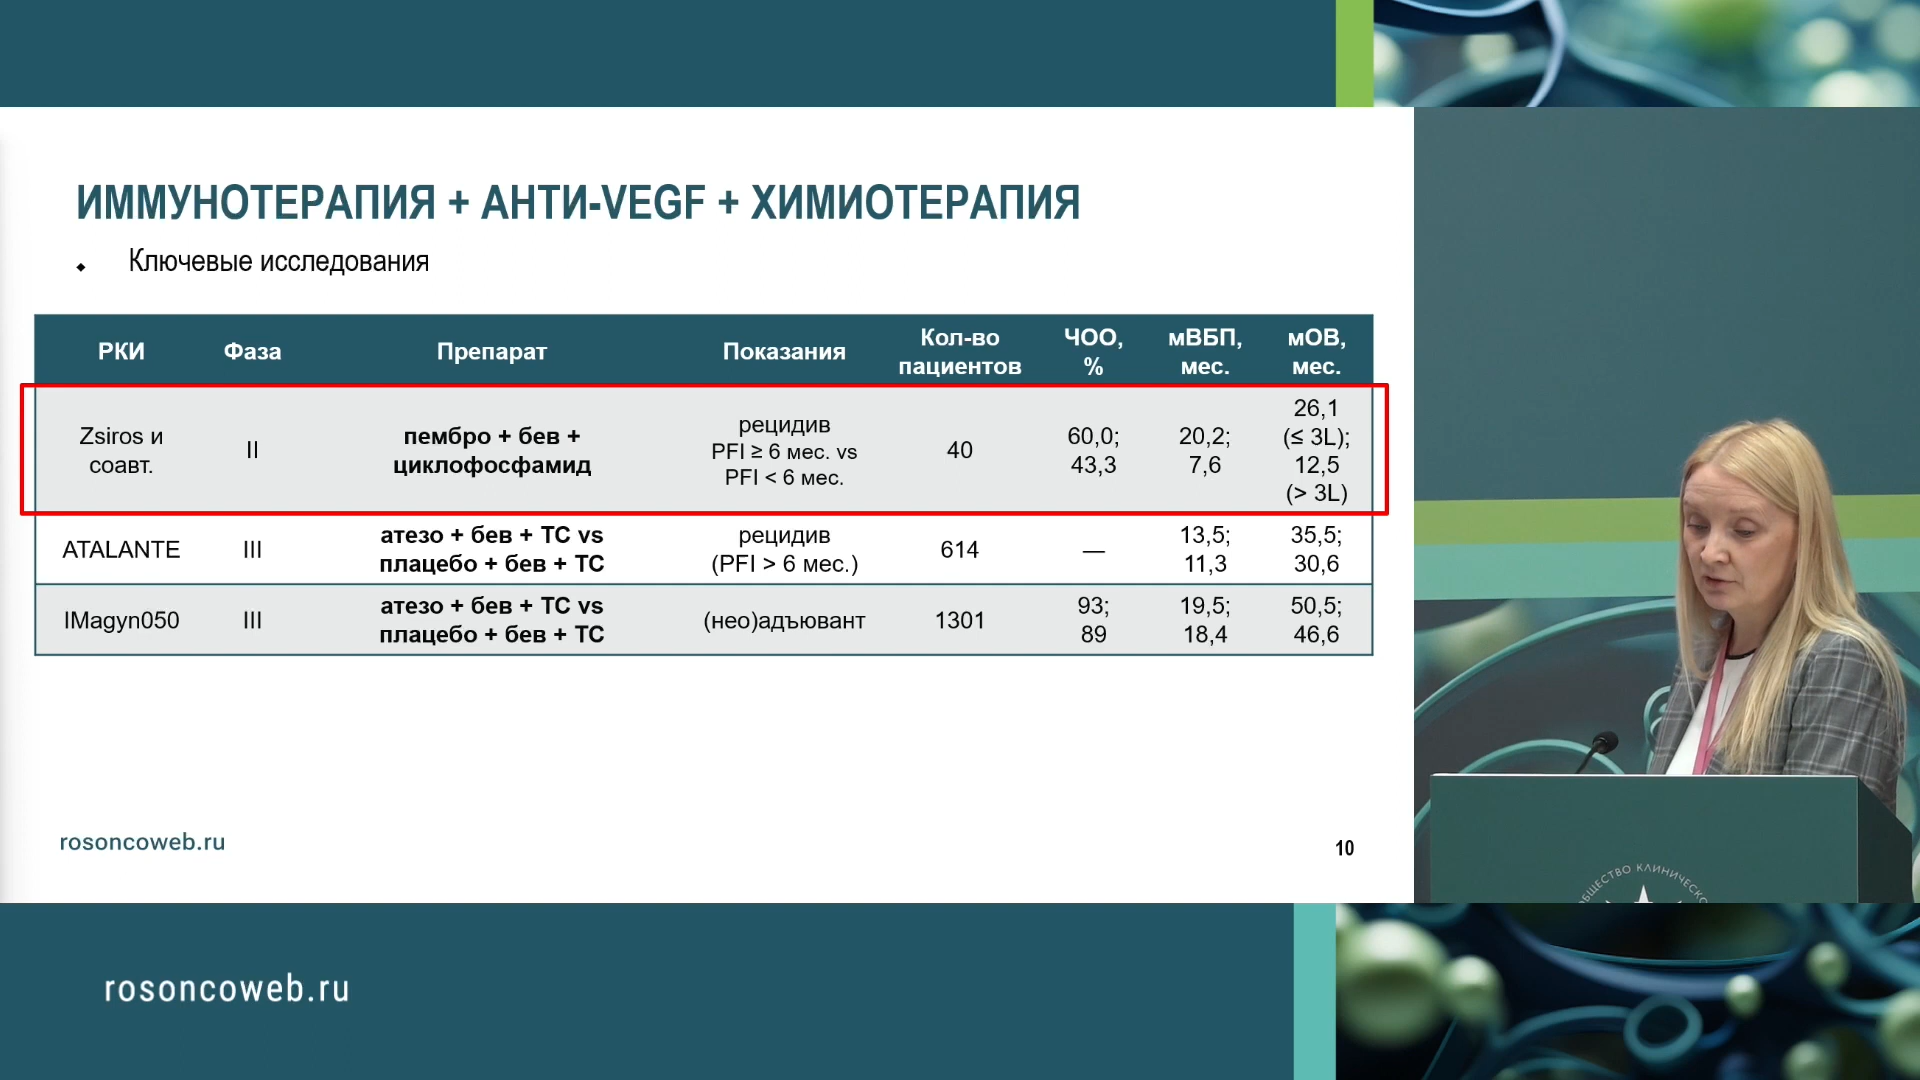 ИММУНОТЕРАПИЯ + АНТИ-VEGF + ХИМИОТЕРАПИЯ
Ключевые исследования
РКИ
Фаза
Препарат
Показания
Кол-во
пациентов
ЧОО,
%
мВБП,
мес.
мОВ,
мес.
Zsiros и
соавт.
II
пембро + бев +
циклофосфамид
рецидив
PFI ≥ 6 мес. vs
PFI < 6 мес.
40
60,0;
43,3
20,2;
7,6
26,1
(≤ 3L);
12,5
(> 3L)
ATALANTE
III
атезо + бев + ТС vs
плацебо + бев + ТС
рецидив
(PFI > 6 мес.)
614
—
13,5;
11,3
35,5;
30,6
IMagyn050
III
атезо + бев + ТС vs
плацебо + бев + ТС
(нео)адъювант
1301
93;
89
19,5;
18,4
50,5;
46,6
rosoncoweb.ru
10
rosoncoweb.ru